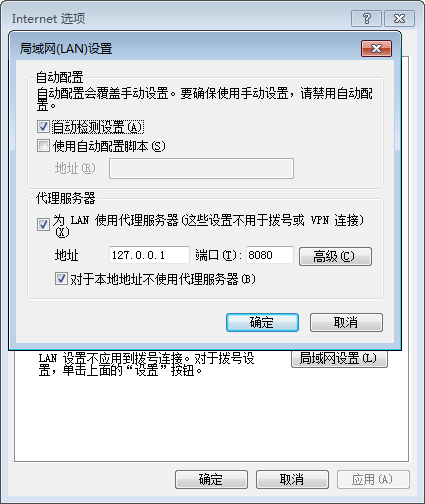 Internet 选项
局域网(LAN)设置
自动配置
自动配置会覆盖手动设置。要确保使用手动设置，请禁用自动配
置。
自动检测设置(A)
使用自动配置脚本(S)
地址(R)
代理服务器
为 LAN 使用代理服务器(这些设置不用于拨号或 VPN 连接)
(X)
地址 127.0.0.1 端口(T): 8080 高级(C)
对于本地地址不使用代理服务器(B)
确定 取消
LAN 设置不应用到拨号连接。对于拨号设 局域网设置(L)
置，单击上面的“设置”按钮。
确定 取消 应用(A)